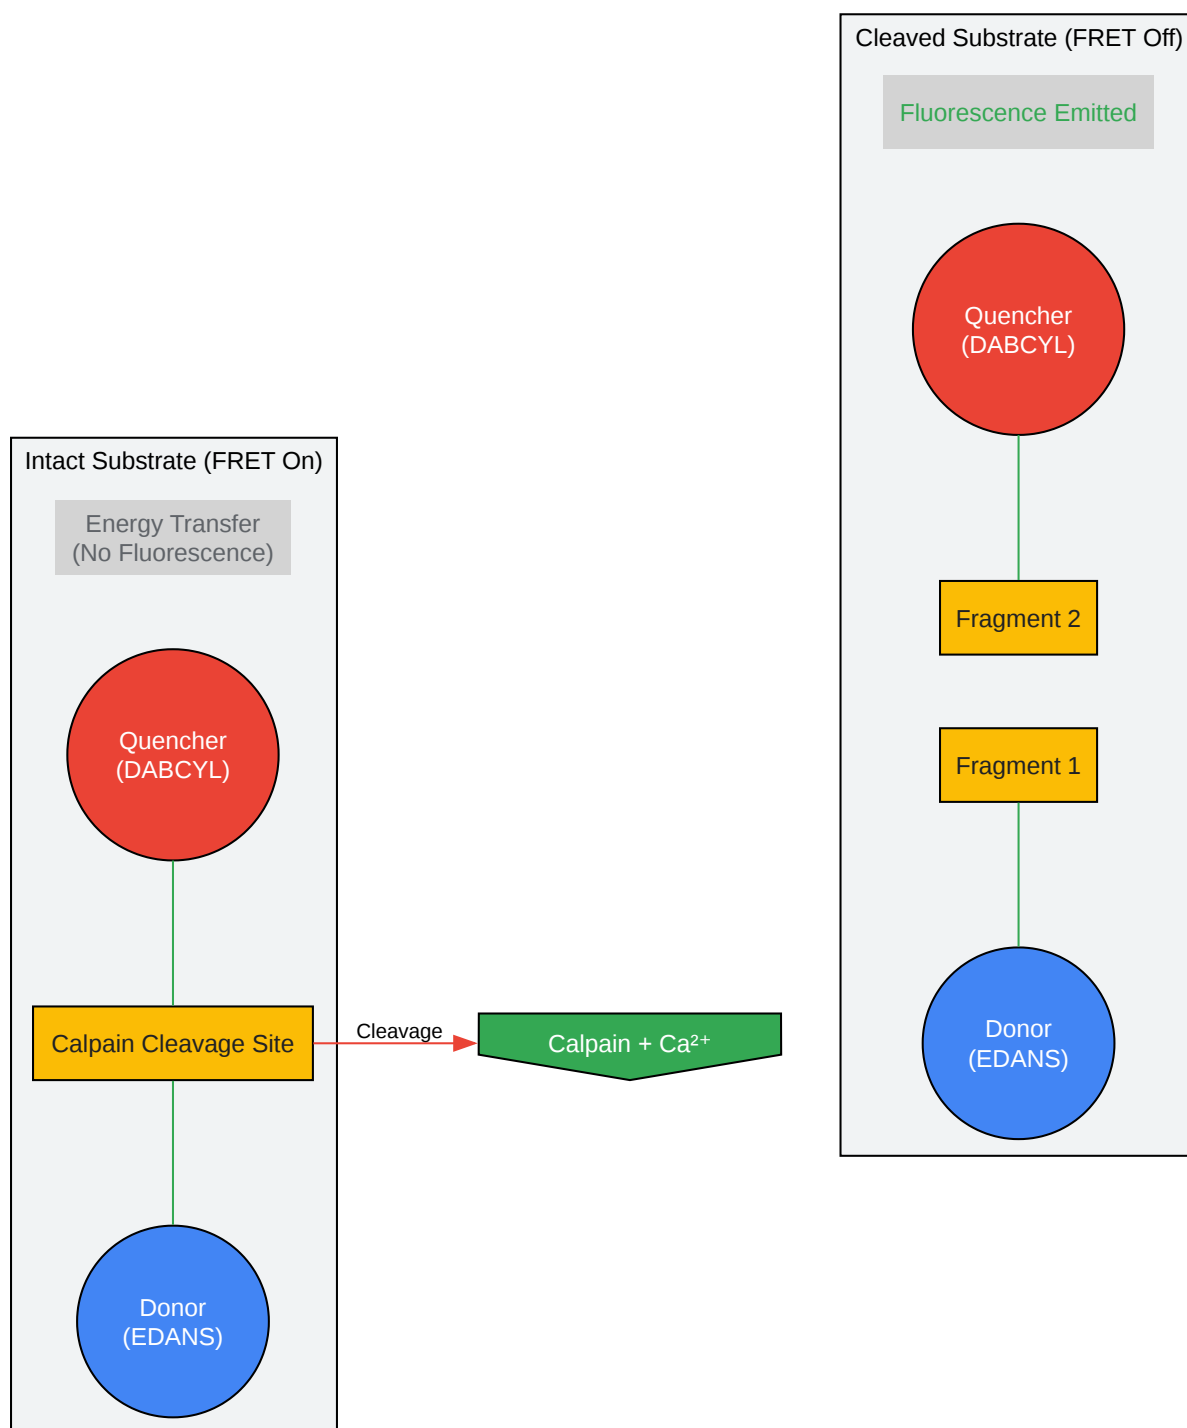 Intact Substrate (FRET On)
Energy Transfer
(No Fluorescence)
Quencher
(DABCYL)
Calpain Cleavage Site
Donor
(EDANS)
Cleavage
Calpain + Ca²⁺
Cleaved Substrate (FRET Off)
Fluorescence Emitted
Quencher
(DABCYL)
Fragment 2
Fragment 1
Donor
(EDANS)